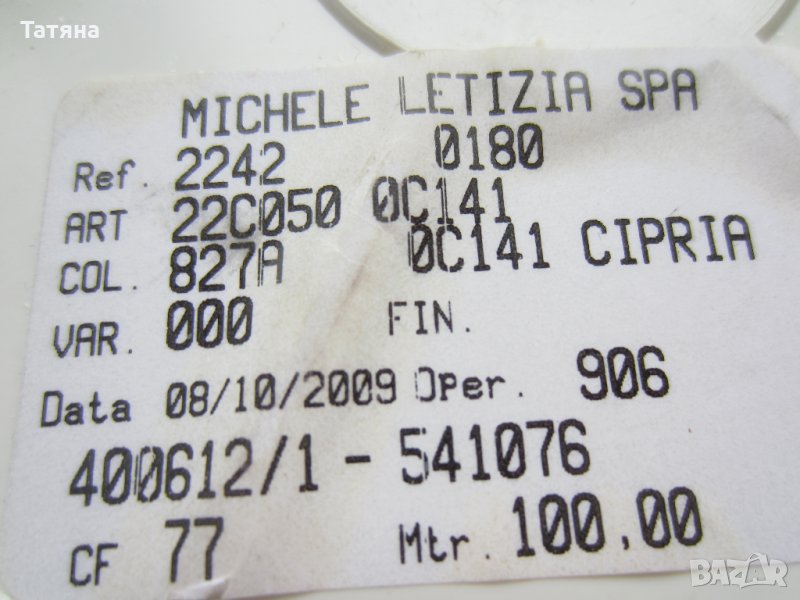 Татяна
MICHELE LETIZIA SPA
Ref. 2242 0180
ART 22C050 0C141
COL. 827A 0C141 CIPRIA
VAR. 000 FIN.
Data 08/10/2009 Oper. 906
400612/1 - 541076
CF 77 Mtr. 100,00
BAZAR